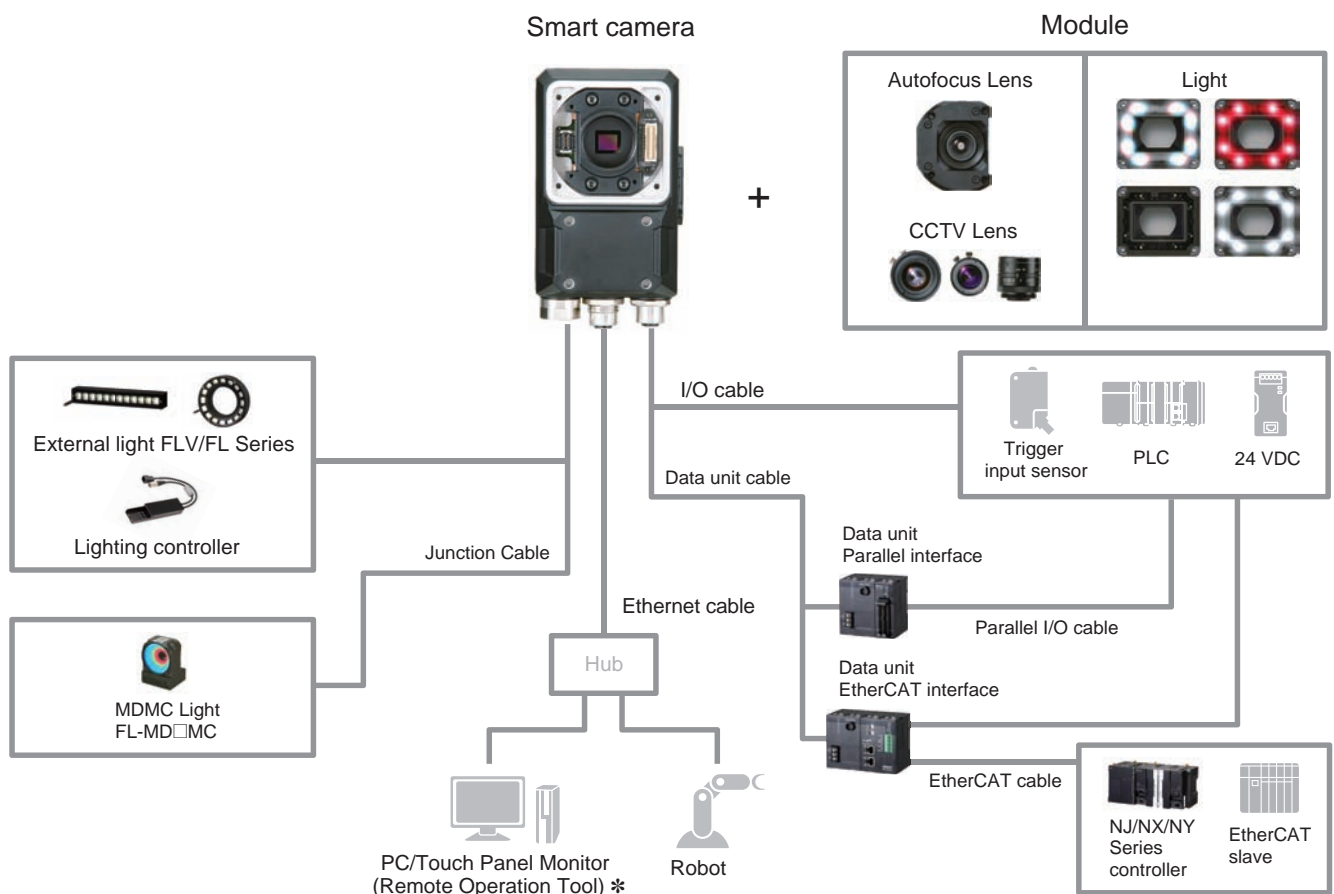 Smart camera
Module
Autofocus Lens
Light
+
CCTV Lens
External light FLV/FL Series
Lighting controller
Junction Cable
MDMC Light
FL-MD□MC
Ethernet cable
Hub
PC/Touch Panel Monitor
(Remote Operation Tool) ✻
Robot
I/O cable
Trigger
input sensor
PLC
24 VDC
Data unit cable
Data unit
Parallel interface
Parallel I/O cable
Data unit
EtherCAT interface
EtherCAT cable
NJ/NX/NY
Series
controller
EtherCAT
slave